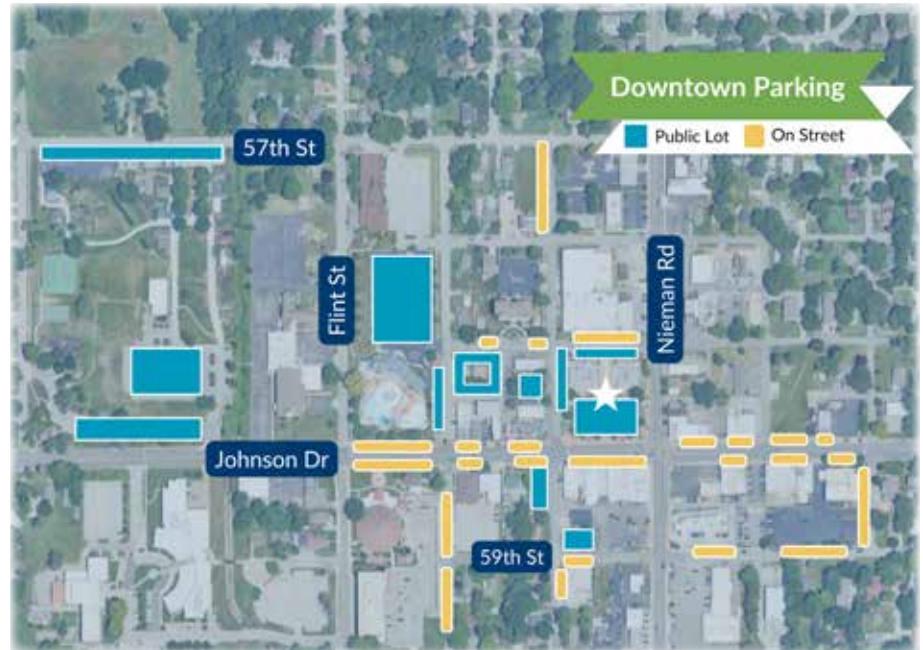 Downtown Parking
Public Lot On Street
57th St
Flint St
Nieman Rd
Johnson Dr
59th St